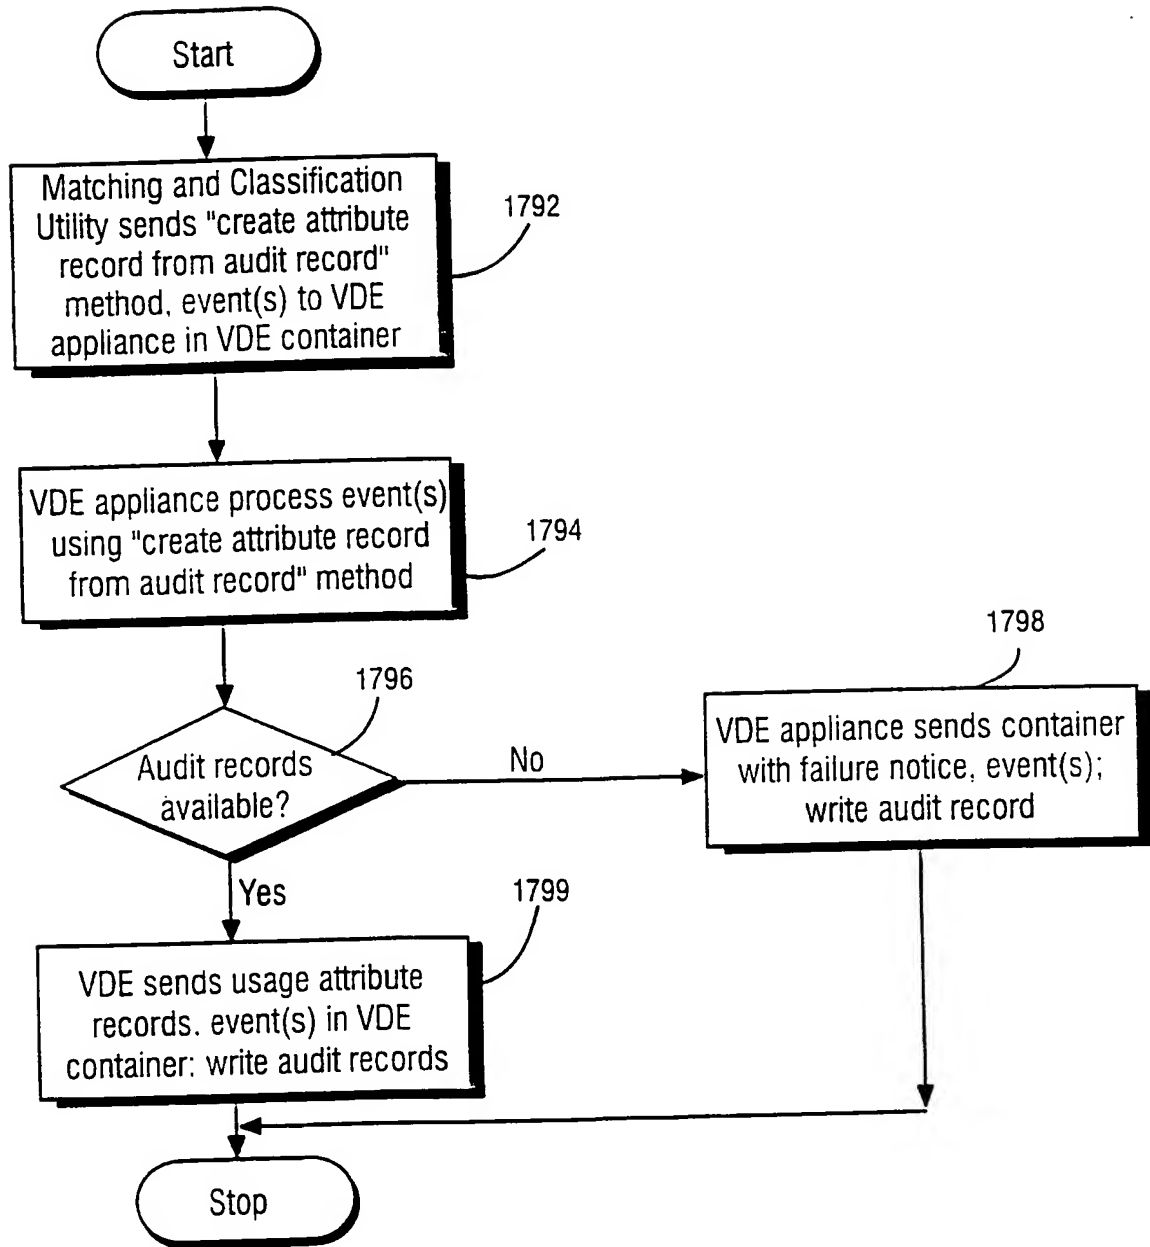 Start
Matching and Classification
Utility sends "create attribute
record from audit record"
method, event(s) to VDE
appliance in VDE container
1792
VDE appliance process event(s)
using "create attribute record
from audit record" method
1794
1796
Audit records
available?
No
Yes
1798
VDE appliance sends container
with failure notice, event(s);
write audit record
1799
VDE sends usage attribute
records. event(s) in VDE
container: write audit records
Stop